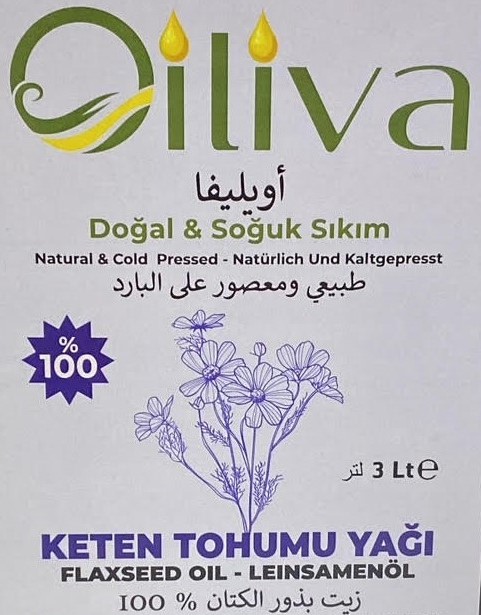 Oiliva
أويليفا
Doğal & Soğuk Sıkım
Natural & Cold Pressed - Natürlich Und Kaltgepresst
طبيعي ومعصور على البارد
%
100
3 Lt℮ لتر
KETEN TOHUMU YAĞI
FLAXSEED OIL - LEINSAMENÖL
زيت بذور الكتان % 100